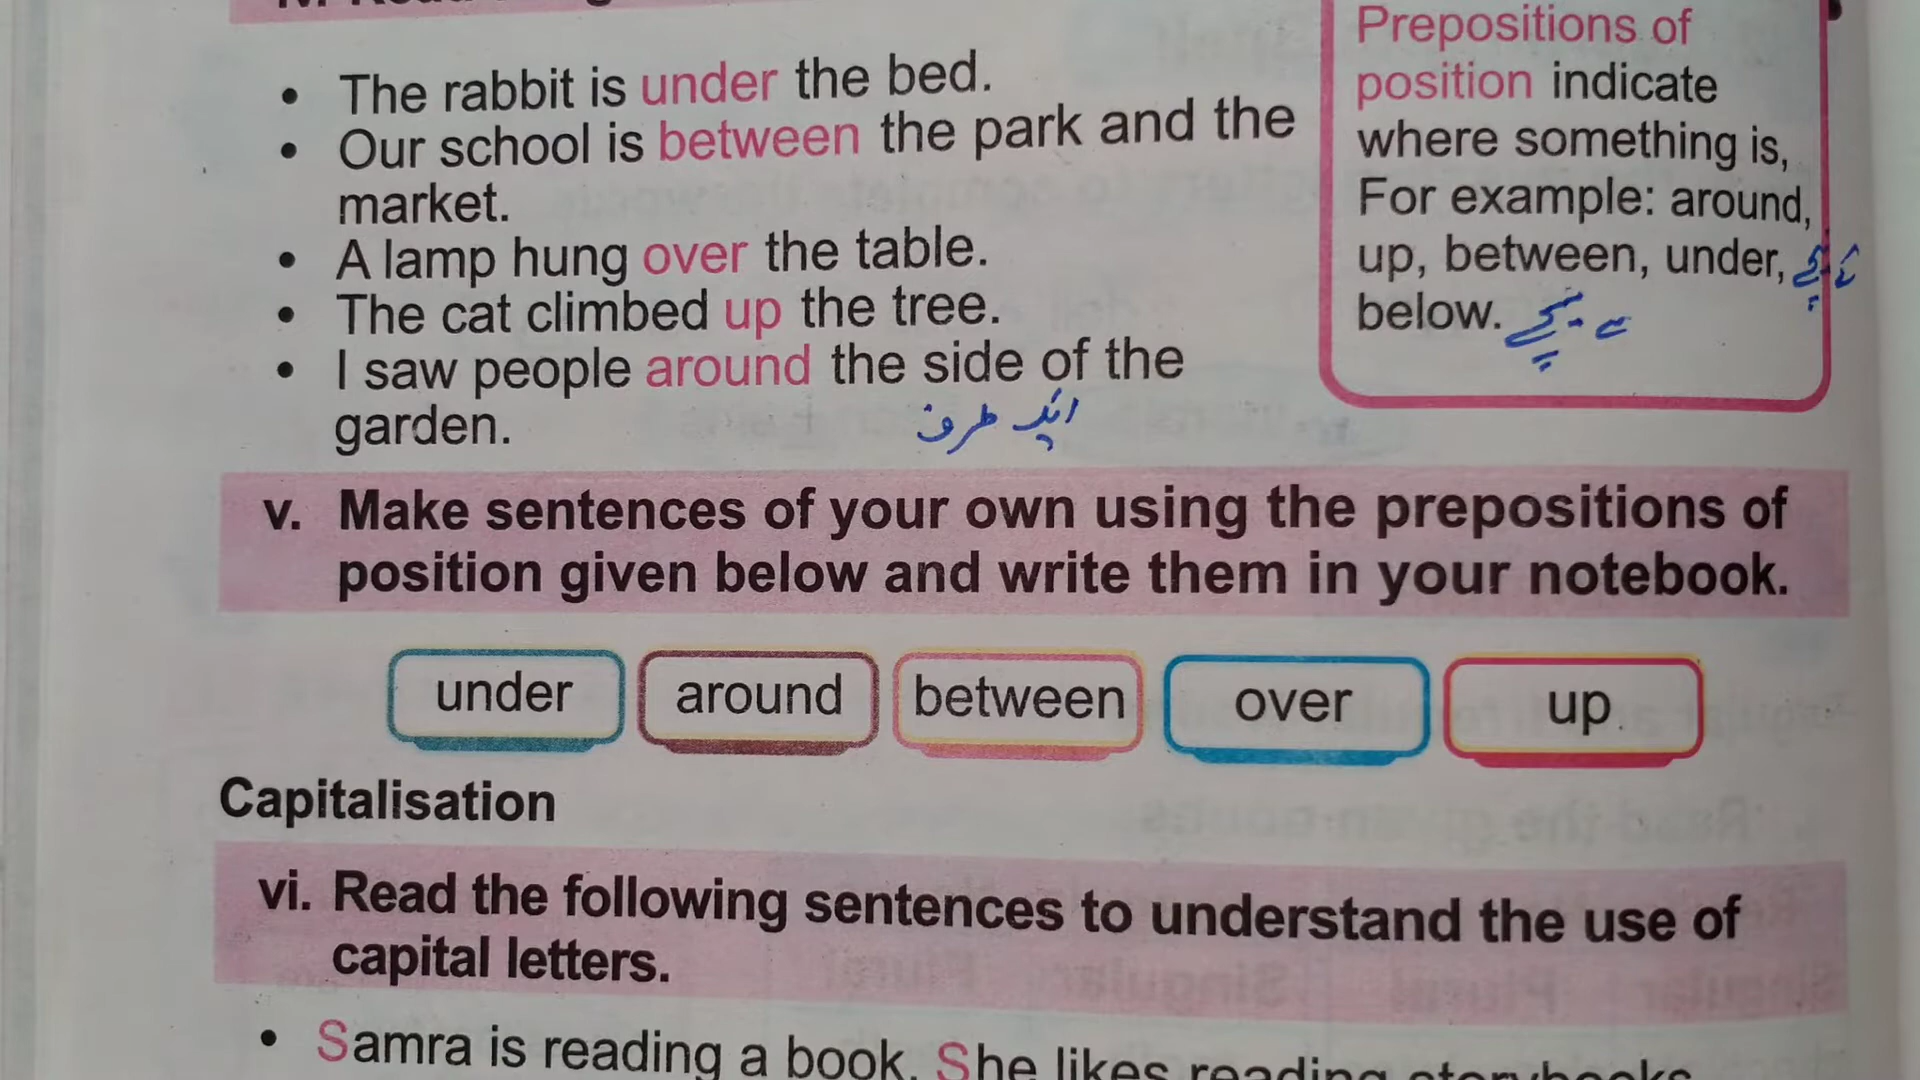 • The rabbit is under the bed.
• Our school is between the park and the
market.
• A lamp hung over the table.
• The cat climbed up the tree.
• I saw people around the side of the
garden.
ایک طرف
Prepositions of
position indicate
where something is,
For example: around,
up, between, under,
below.
v. Make sentences of your own using the prepositions of
position given below and write them in your notebook.
under around between over up
Capitalisation
vi. Read the following sentences to understand the use of
capital letters.
• Samra is reading a book. She likes reading storybooks